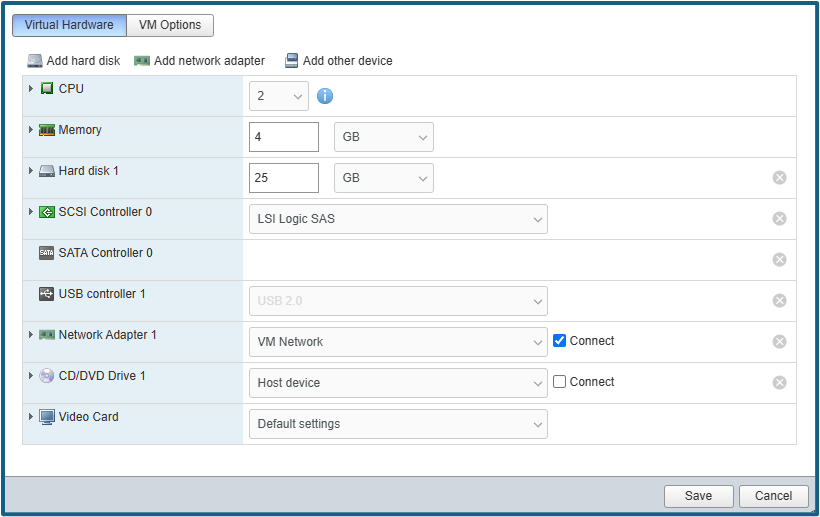 Virtual Hardware VM Options
Add hard disk Add network adapter Add other device
CPU 2
Memory 4 GB
Hard disk 1 25 GB
SCSI Controller 0 LSI Logic SAS
SATA SATA Controller 0
USB controller 1 USB 2.0
Network Adapter 1 VM Network Connect
CD/DVD Drive 1 Host device Connect
Video Card Default settings
Save Cancel